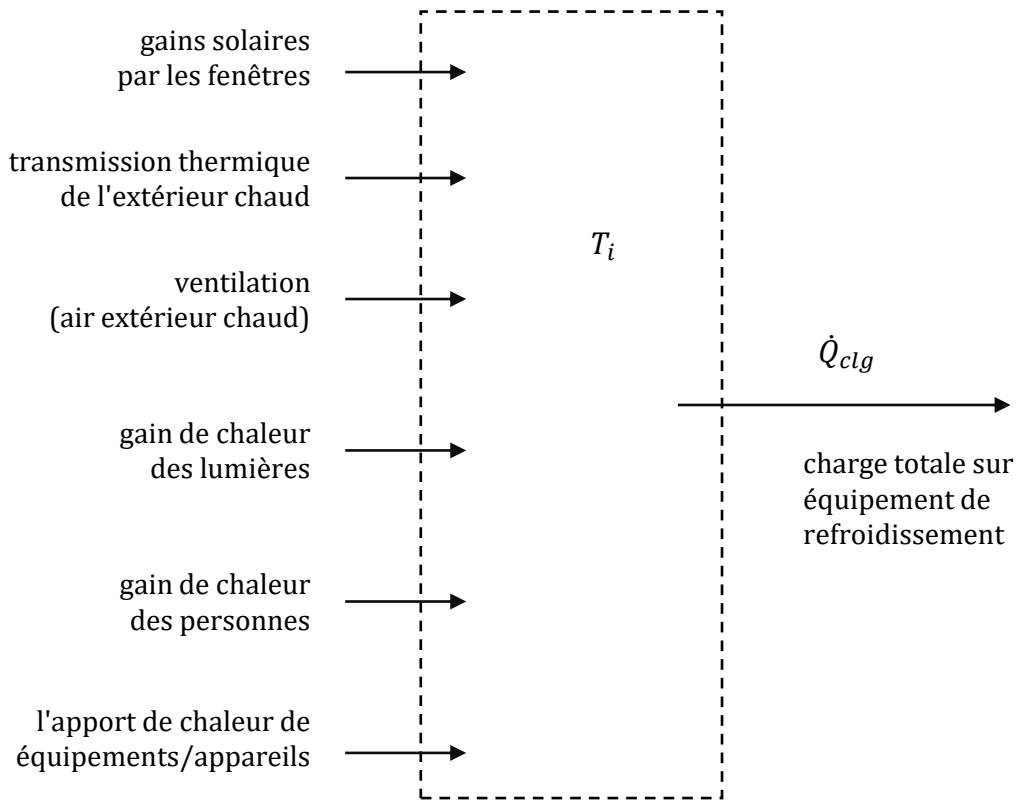 gains solaires
par les fenêtres
transmission thermique
de l'extérieur chaud
ventilation
(air extérieur chaud)
gain de chaleur
des lumières
gain de chaleur
des personnes
l'apport de chaleur de
équipements/appareils
T_i
Q̇_clg
charge totale sur
équipement de
refroidissement